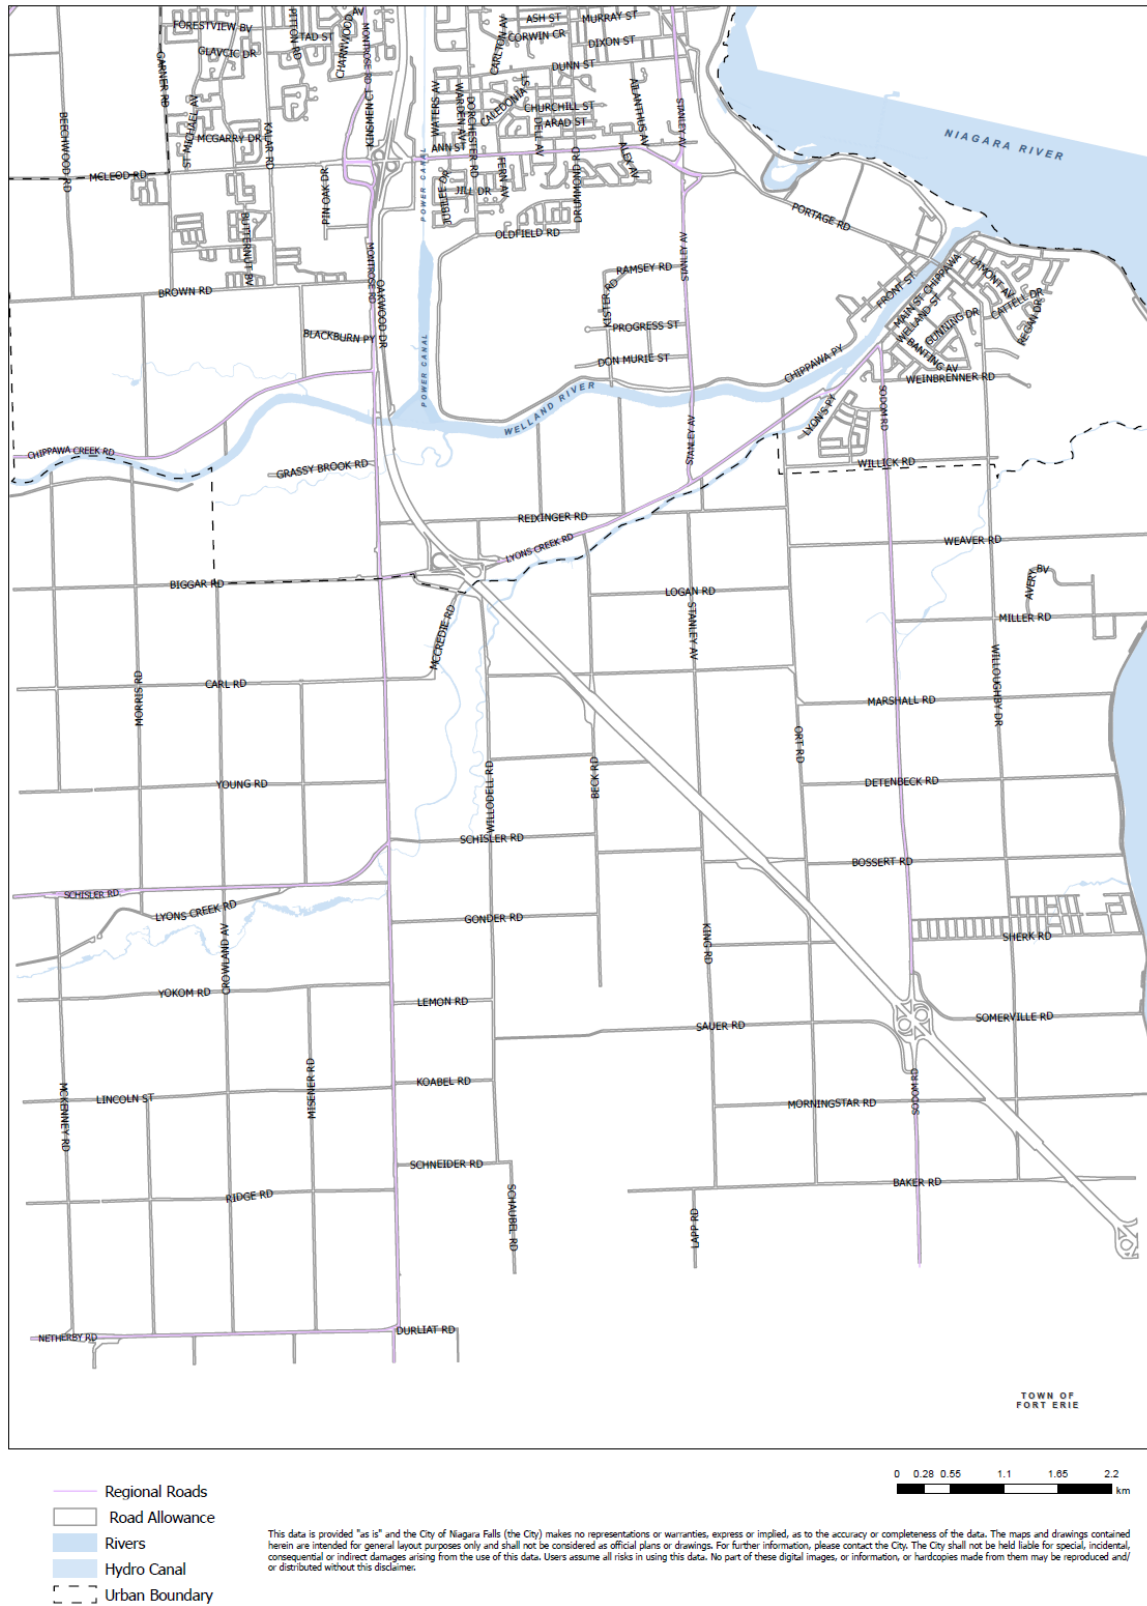 ASH ST
MURRAY ST
FORESTVIEW BV
PITTON RD
TAD ST
CHARNWOOD AV
MONTROSE RD
CARLTON AV
CORWIN CR
DIXON ST
GLAVCIC DR
GARNER RD
DUNN ST
BEECHWOOD RD
ST MICHAEL AV
KALAR RD
KINSMEN CT
WATERS AV
WARDEN AV
DORCHESTER RD
CALEDONIA ST
CHURCHILL ST
ARAD ST
DELL AV
AILANTHUS AV
STANLEY AV
NIAGARA RIVER
MCGARRY DR
ANN ST
ALEX AV
MCLEOD RD
PIN OAK DR
POWER CANAL
JUBILEE DR
JILL DR
FERN AV
DRUMMOND RD
PORTAGE RD
BUTTERNUT BV
OLDFIELD RD
MONTROSE RD
OAKWOOD DR
STANLEY AV
RAMSEY RD
KISTER RD
FRONT ST
MAIN ST CHIPPAWA
WELLAND ST
LAMONT AV
CATTELL DR
GUNNING DR
REGAN DR
BROWN RD
BLACKBURN PY
POWER CANAL
PROGRESS ST
DON MURIE ST
CHIPPAWA PY
BANTING AV
WEINBRENNER RD
WELLAND RIVER
LYON'S PY
SODOM RD
CHIPPAWA CREEK RD
GRASSY BROOK RD
STANLEY AV
WILLICK RD
REIXINGER RD
LYONS CREEK RD
WEAVER RD
BIGGAR RD
LOGAN RD
AVERY BV
MCCREDIE RD
STANLEY AV
MILLER RD
CARL RD
MORRIS RD
WILLOUGHBY DR
MARSHALL RD
ORT RD
YOUNG RD
WILLODELL RD
BECK RD
DETENBECK RD
SCHISLER RD
BOSSERT RD
SCHISLER RD
LYONS CREEK RD
GONDER RD
KING RD
SHERK RD
CROWLAND AV
YOKOM RD
LEMON RD
SOMERVILLE RD
SAUER RD
MCKENNEY RD
LINCOLN ST
MISENER RD
KOABEL RD
MORNINGSTAR RD
SODOM RD
SCHNEIDER RD
RIDGE RD
SCHAUBEL RD
LAPP RD
BAKER RD
NETHERBY RD
DURLIAT RD
TOWN OF
FORT ERIE
0 0.28 0.55 1.1 1.65 2.2
km
Regional Roads
Road Allowance
Rivers
Hydro Canal
Urban Boundary
This data is provided "as is" and the City of Niagara Falls (the City) makes no representations or warranties, express or implied, as to the accuracy or completeness of the data. The maps and drawings contained
herein are intended for general layout purposes only and shall not be considered as official plans or drawings. For further information, please contact the City. The City shall not be held liable for special, incidental,
consequential or indirect damages arising from the use of this data. Users assume all risks in using this data. No part of these digital images, or information, or hardcopies made from them may be reproduced and/
or distributed without this disclaimer.